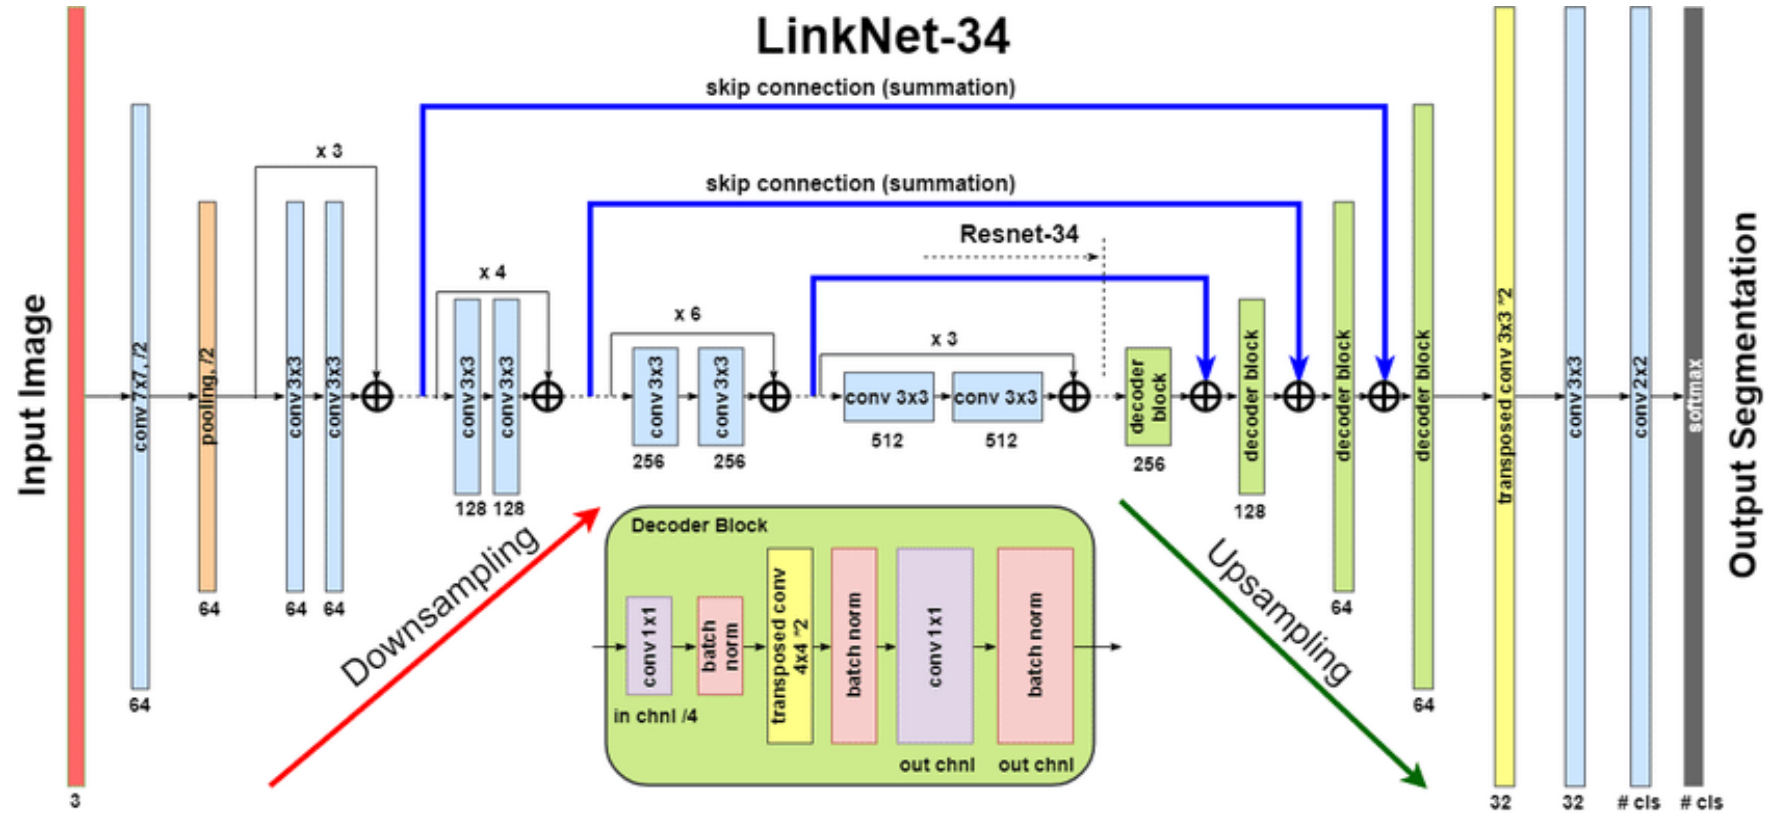 LinkNet-34
skip connection (summation)
skip connection (summation)
Resnet-34
Input Image
3
conv 7x7, /2
64
pooling, /2
64
x 3
conv 3x3
conv 3x3
64
64
x 4
conv 3x3
conv 3x3
128
128
x 6
conv 3x3
conv 3x3
256
256
x 3
conv 3x3
conv 3x3
512
512
decoder
block
256
decoder block
128
decoder block
64
decoder block
64
transposed conv 3x3 *2
32
conv 3x3
32
conv 2x2
# cls
softmax
# cls
Output Segmentation
Downsampling
Upsampling
Decoder Block
conv 1x1
in chnl /4
batch
norm
transposed conv
4x4 *2
batch norm
conv 1x1
out chnl
batch norm
out chnl